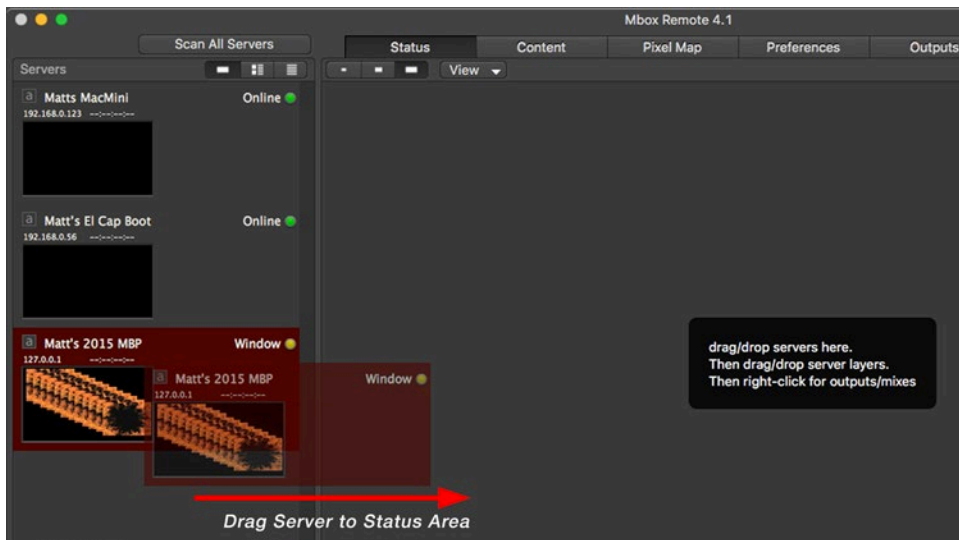 Mbox Remote 4.1
Scan All Servers
Status Content Pixel Map Preferences Outputs
Servers
View
a Matts MacMini Online
192.168.0.123 --:--:--:--
a Matt's El Cap Boot Online
192.168.0.56 --:--:--:--
a Matt's 2015 MBP Window
127.0.0.1 --:--:--:--
a Matt's 2015 MBP Window
127.0.0.1 --:--:--:--
drag/drop servers here.
Then drag/drop server layers.
Then right-click for outputs/mixes
Drag Server to Status Area